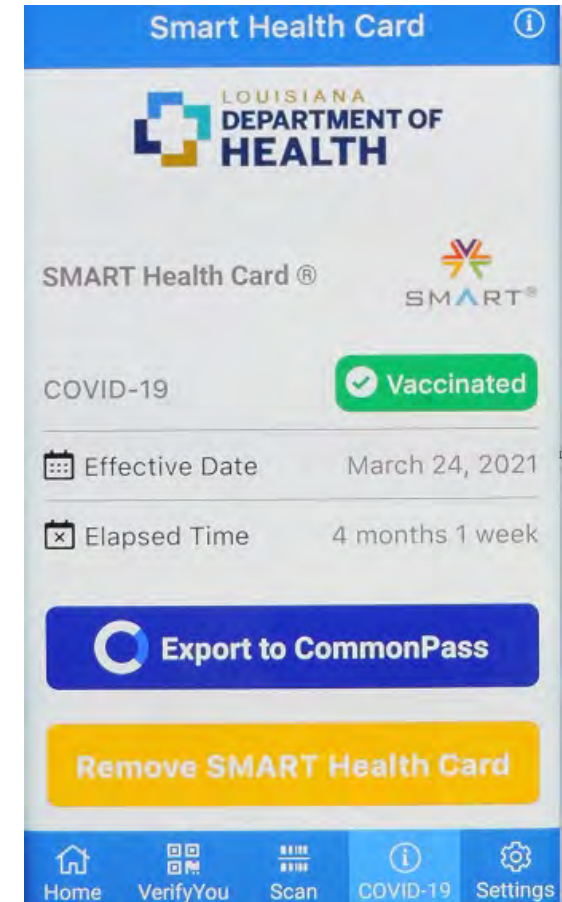 Smart Health Card
LOUISIANA
DEPARTMENT OF
HEALTH
SMART Health Card ®
SMART®
COVID-19
Vaccinated
Effective Date
March 24, 2021
Elapsed Time
4 months 1 week
Export to CommonPass
Remove SMART Health Card
Home
VerifyYou
Scan
COVID-19
Settings